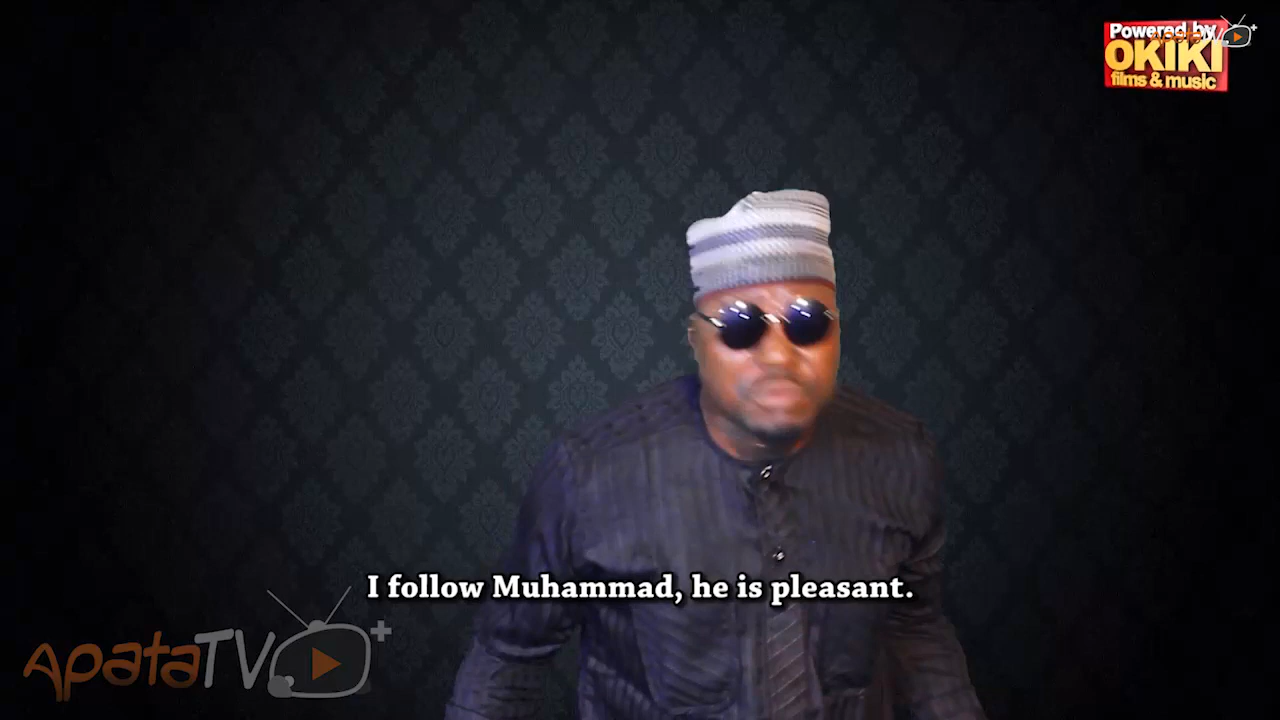 Powered by
OKIKI
films & music
I follow Muhammad, he is pleasant.
ApataTV+